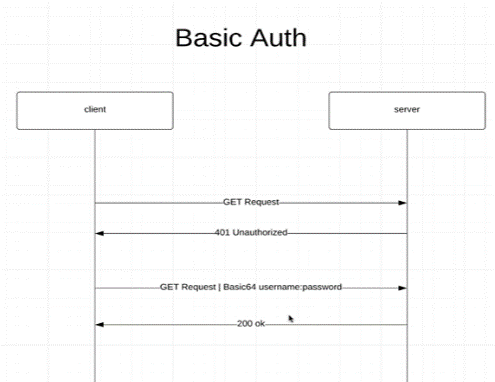 Basic Auth
client
server
GET Request
401 Unauthorized
GET Request | Basic64 username:password
200 ok